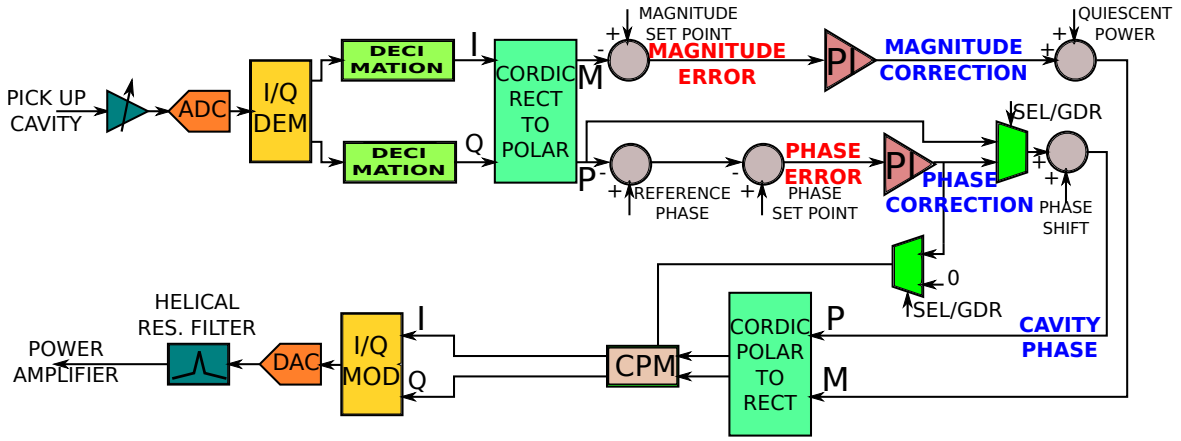 MAGNITUDE
SET POINT
QUIESCENT
POWER
PICK UP
CAVITY
ADC
I/Q
DEM
DECI
MATION
DECI
MATION
I
Q
CORDIC
RECT
TO
POLAR
M
P
-
+
MAGNITUDE
ERROR
PI
MAGNITUDE
CORRECTION
+
+
-
+
REFERENCE
PHASE
-
+
PHASE
SET POINT
PHASE
ERROR
PI
PHASE
CORRECTION
SEL/GDR
+
+
PHASE
SHIFT
0
SEL/GDR
CAVITY
PHASE
HELICAL
RES. FILTER
POWER
AMPLIFIER
DAC
I/Q
MOD
I
Q
CPM
CORDIC
POLAR
TO
RECT
P
M